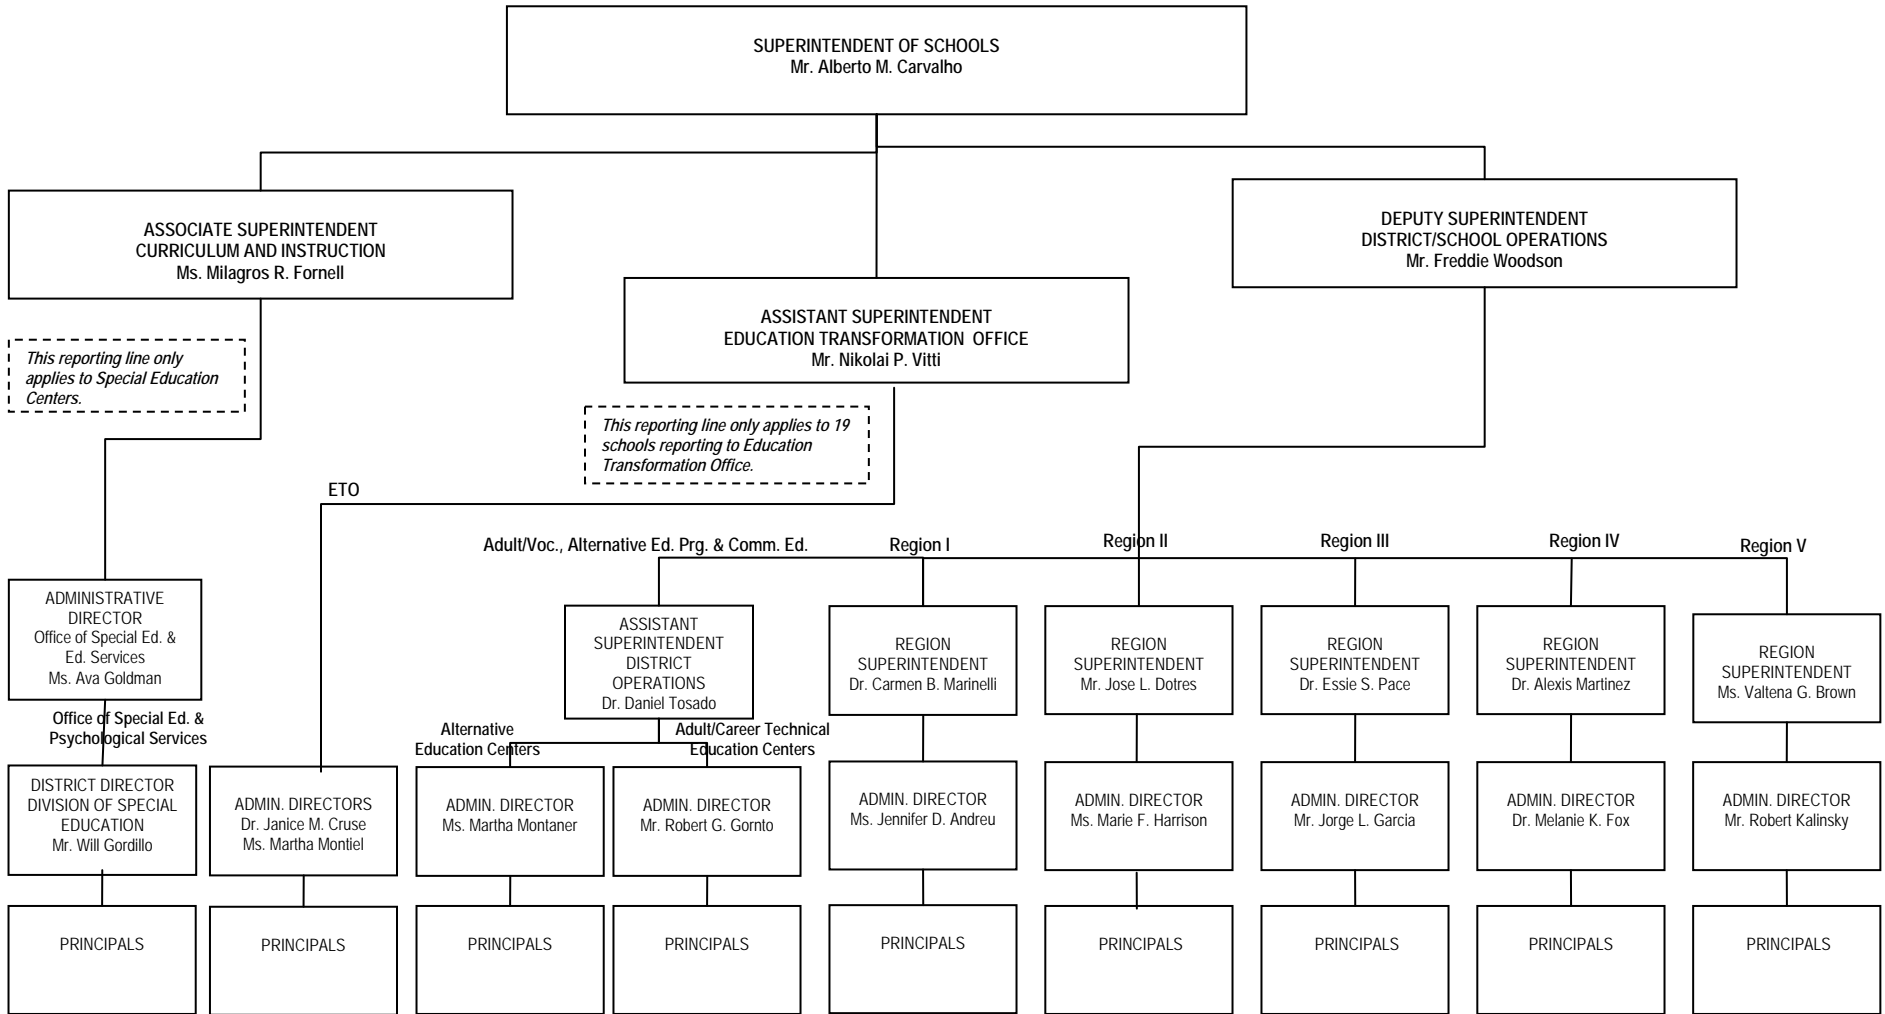 SUPERINTENDENT OF SCHOOLS
Mr. Alberto M. Carvalho
ASSOCIATE SUPERINTENDENT
CURRICULUM AND INSTRUCTION
Ms. Milagros R. Fornell
DEPUTY SUPERINTENDENT
DISTRICT/SCHOOL OPERATIONS
Mr. Freddie Woodson
ASSISTANT SUPERINTENDENT
EDUCATION TRANSFORMATION OFFICE
Mr. Nikolai P. Vitti
This reporting line only
applies to Special Education
Centers.
This reporting line only applies to 19
schools reporting to Education
Transformation Office.
ETO
Adult/Voc., Alternative Ed. Prg. & Comm. Ed.
Region I
Region II
Region III
Region IV
Region V
ADMINISTRATIVE
DIRECTOR
Office of Special Ed. &
Ed. Services
Ms. Ava Goldman
ASSISTANT
SUPERINTENDENT
DISTRICT
OPERATIONS
Dr. Daniel Tosado
REGION
SUPERINTENDENT
Dr. Carmen B. Marinelli
REGION
SUPERINTENDENT
Mr. Jose L. Dotres
REGION
SUPERINTENDENT
Dr. Essie S. Pace
REGION
SUPERINTENDENT
Dr. Alexis Martinez
REGION
SUPERINTENDENT
Ms. Valtena G. Brown
Office of Special Ed. &
Psychological Services
Alternative
Education Centers
Adult/Career Technical
Education Centers
DISTRICT DIRECTOR
DIVISION OF SPECIAL
EDUCATION
Mr. Will Gordillo
ADMIN. DIRECTORS
Dr. Janice M. Cruse
Ms. Martha Montiel
ADMIN. DIRECTOR
Ms. Martha Montaner
ADMIN. DIRECTOR
Mr. Robert G. Gornto
ADMIN. DIRECTOR
Ms. Jennifer D. Andreu
ADMIN. DIRECTOR
Ms. Marie F. Harrison
ADMIN. DIRECTOR
Mr. Jorge L. Garcia
ADMIN. DIRECTOR
Dr. Melanie K. Fox
ADMIN. DIRECTOR
Mr. Robert Kalinsky
PRINCIPALS
PRINCIPALS
PRINCIPALS
PRINCIPALS
PRINCIPALS
PRINCIPALS
PRINCIPALS
PRINCIPALS
PRINCIPALS